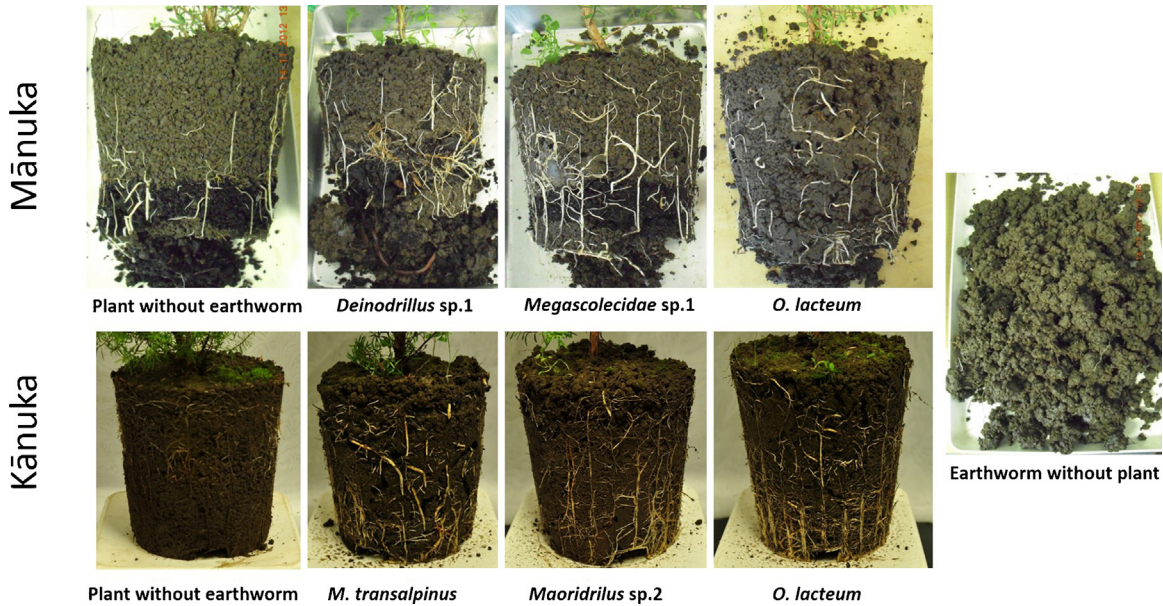 Mānuka
Plant without earthworm
Deinodrillus sp.1
Megascolecidae sp.1
O. lacteum
Earthworm without plant
Kānuka
Plant without earthworm
M. transalpinus
Maoridrilus sp.2
O. lacteum